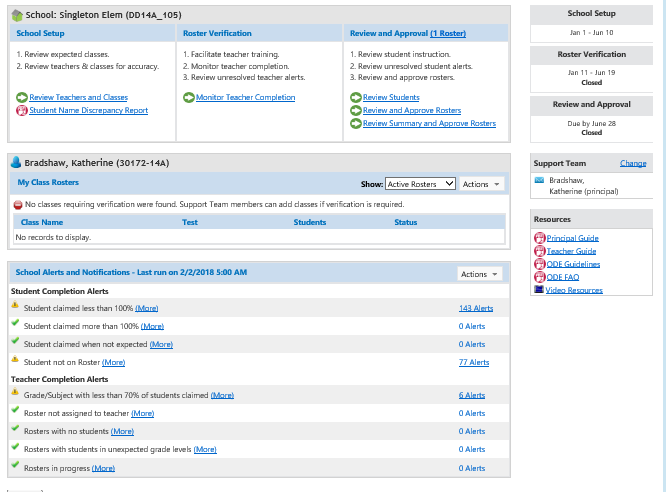 School: Singleton Elem (DD14A_105)
School Setup
1. Review expected classes.
2. Review teachers & classes for accuracy.
Review Teachers and Classes
Student Name Discrepancy Report
Roster Verification
1. Facilitate teacher training.
2. Monitor teacher completion.
3. Review unresolved teacher alerts.
Monitor Teacher Completion
Review and Approval (1 Roster)
1. Review student instruction.
2. Review unresolved student alerts.
3. Review and approve rosters.
Review Students
Review and Approve Rosters
Review Summary and Approve Rosters
Bradshaw, Katherine (30172-14A)
My Class Rosters
Show: Active Rosters Actions
No classes requiring verification were found. Support Team members can add classes if verification is required.
Class Name Test Students Status
No records to display.
School Alerts and Notifications - Last run on 2/2/2018 5:00 AM Actions
Student Completion Alerts
Student claimed less than 100% (More) 143 Alerts
Student claimed more than 100% (More) 0 Alerts
Student claimed when not expected (More) 0 Alerts
Student not on Roster (More) 77 Alerts
Teacher Completion Alerts
Grade/Subject with less than 70% of students claimed (More) 6 Alerts
Roster not assigned to teacher (More) 0 Alerts
Rosters with no students (More) 0 Alerts
Rosters with students in unexpected grade levels (More) 0 Alerts
Rosters in progress (More) 0 Alerts
School Setup
Jan 1 - Jun 10
Roster Verification
Jan 11 - Jun 19
Closed
Review and Approval
Due by June 28
Closed
Support Team Change
Bradshaw,
Katherine (principal)
Resources
Principal Guide
Teacher Guide
ODE Guidelines
ODE FAQ
Video Resources